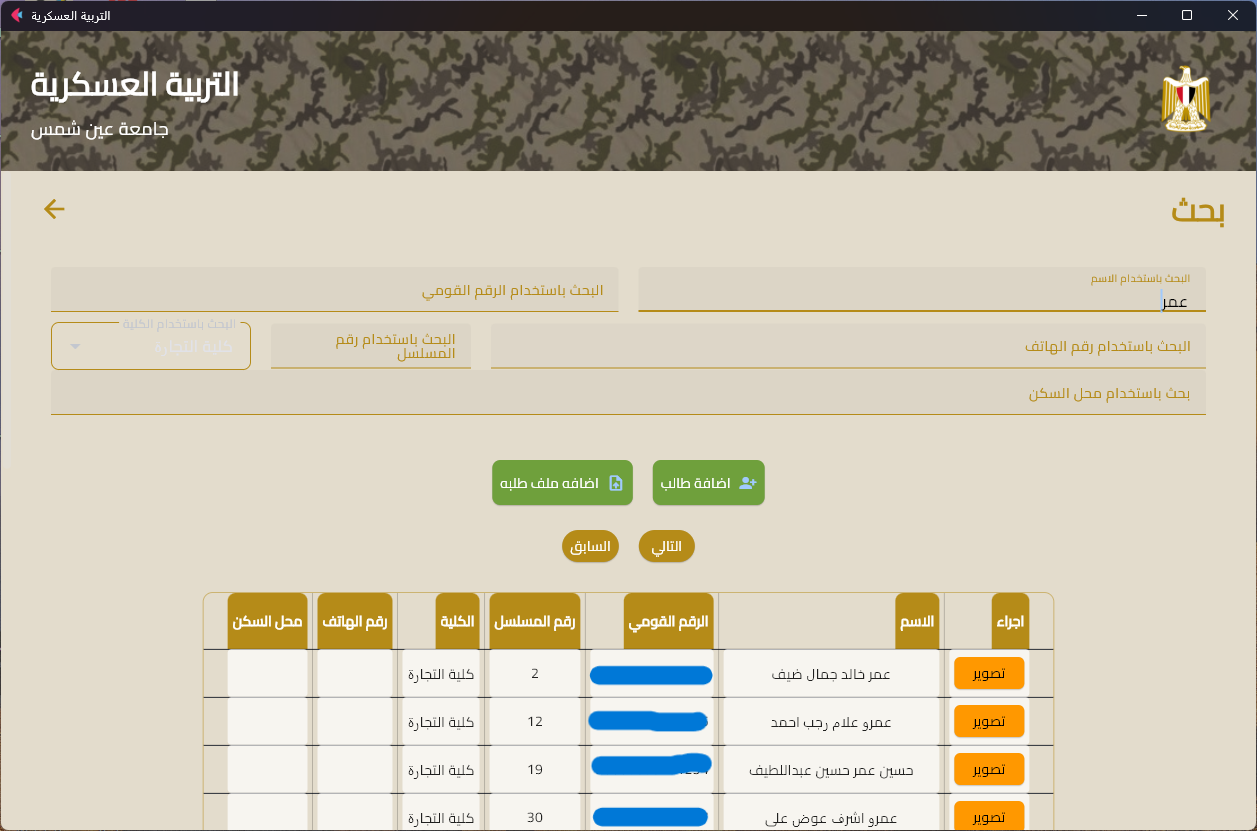 التربية العسكرية
التربية العسكرية
جامعة عين شمس
بحث
البحث باستخدام الاسم
عمر
البحث باستخدام الرقم القومي
البحث باستخدام رقم الهاتف
البحث باستخدام رقم
المسلسل
البحث باستخدام الكلية
كلية التجارة
بحث باستخدام محل السكن
اضافة طالب
اضافه ملف طلبه
التالي
السابق
اجراء الاسم الرقم القومي رقم المسلسل الكلية رقم الهاتف محل السكن
تصوير عمر خالد جمال ضيف 2 كلية التجارة
تصوير عمرو علام رجب احمد 12 كلية التجارة
تصوير حسين عمر حسين عبداللطيف 19 كلية التجارة
تصوير عمرو اشرف عوض على 30 كلية التجارة